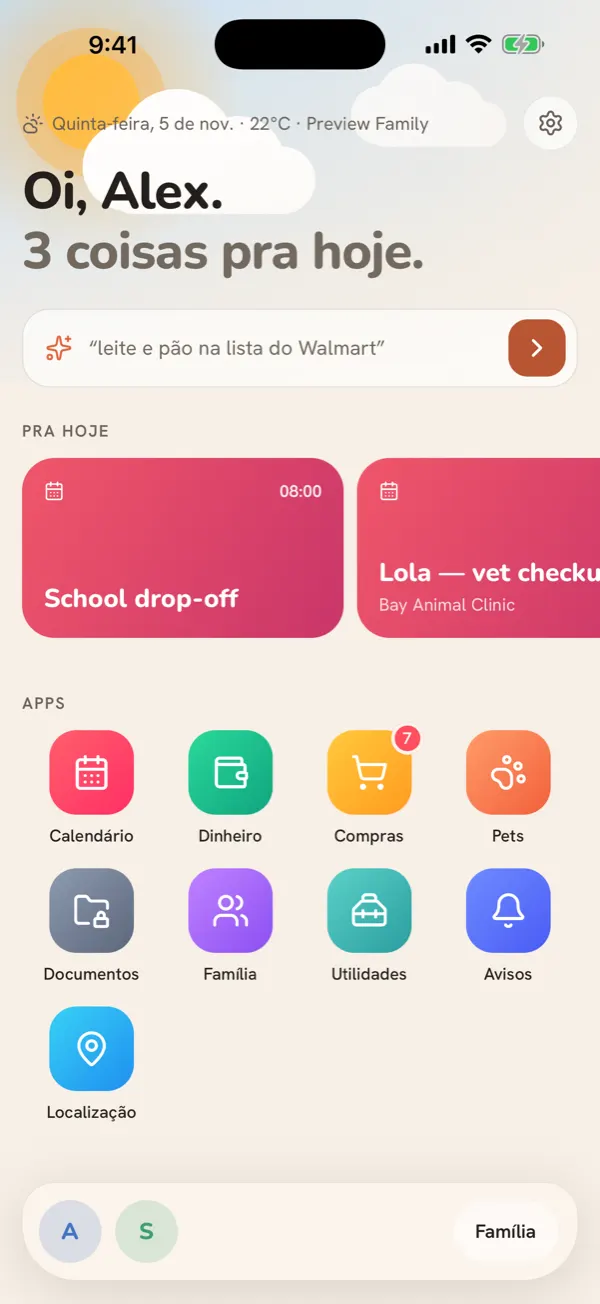 9:41
Quinta-feira, 5 de nov. · 22°C · Preview Family
Oi, Alex.
3 coisas pra hoje.
“leite e pão na lista do Walmart”
PRA HOJE
08:00
School drop-off
Lola — vet checku
Bay Animal Clinic
APPS
7
Calendário Dinheiro Compras Pets
Documentos Família Utilidades Avisos
Localização
A S Família